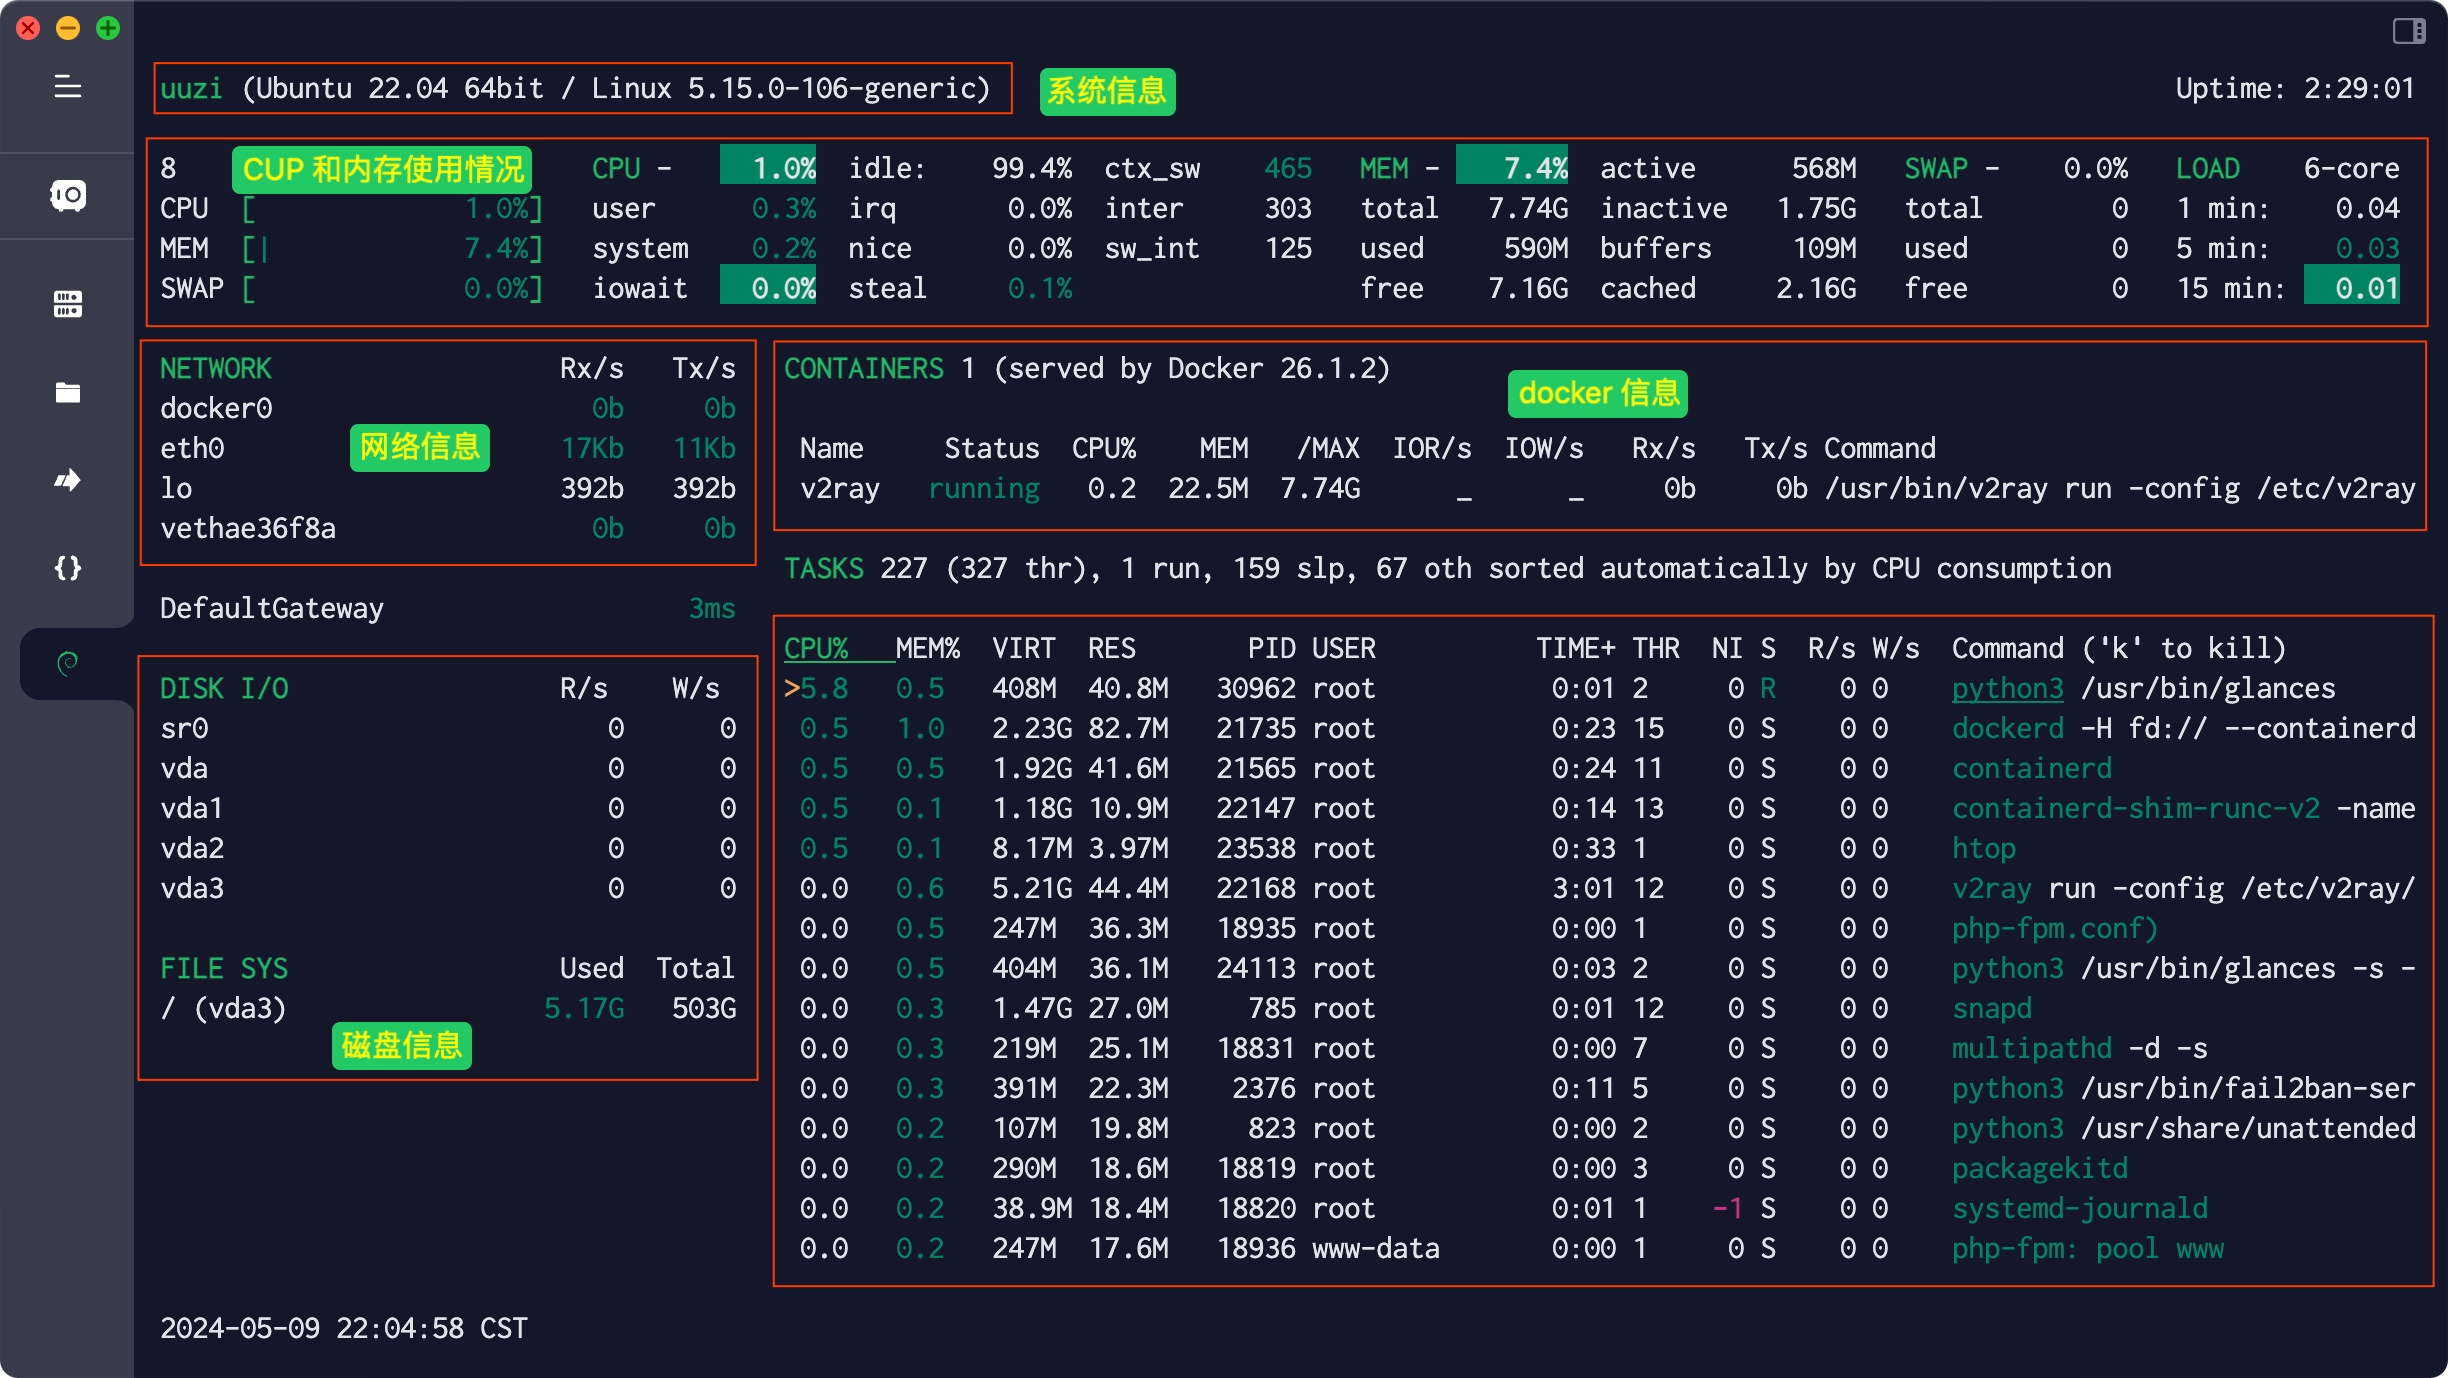 uuzi (Ubuntu 22.04 64bit / Linux 5.15.0-106-generic) 系统信息 Uptime: 2:29:01
8 CUP 和内存使用情况 CPU - 1.0% idle: 99.4% ctx_sw 465 MEM - 7.4% active 568M SWAP - 0.0% LOAD 6-core
CPU [ 1.0%] user 0.3% irq 0.0% inter 303 total 7.74G inactive 1.75G total 0 1 min: 0.04
MEM [| 7.4%] system 0.2% nice 0.0% sw_int 125 used 590M buffers 109M used 0 5 min: 0.03
SWAP [ 0.0%] iowait 0.0% steal 0.1% free 7.16G cached 2.16G free 0 15 min: 0.01
NETWORK Rx/s Tx/s
docker0 0b 0b
eth0 网络信息 17Kb 11Kb
lo 392b 392b
vethae36f8a 0b 0b
DefaultGateway 3ms
DISK I/O R/s W/s
sr0 0 0
vda 0 0
vda1 0 0
vda2 0 0
vda3 0 0
FILE SYS Used Total
/ (vda3) 5.17G 503G
磁盘信息
CONTAINERS 1 (served by Docker 26.1.2)
docker 信息
Name Status CPU% MEM /MAX IOR/s IOW/s Rx/s Tx/s Command
v2ray running 0.2 22.5M 7.74G _ _ 0b 0b /usr/bin/v2ray run -config /etc/v2ray
TASKS 227 (327 thr), 1 run, 159 slp, 67 oth sorted automatically by CPU consumption
CPU% MEM% VIRT RES PID USER TIME+ THR NI S R/s W/s Command ('k' to kill)
>5.8 0.5 408M 40.8M 30962 root 0:01 2 0 R 0 0 python3 /usr/bin/glances
0.5 1.0 2.23G 82.7M 21735 root 0:23 15 0 S 0 0 dockerd -H fd:// --containerd
0.5 0.5 1.92G 41.6M 21565 root 0:24 11 0 S 0 0 containerd
0.5 0.1 1.18G 10.9M 22147 root 0:14 13 0 S 0 0 containerd-shim-runc-v2 -name
0.5 0.1 8.17M 3.97M 23538 root 0:33 1 0 S 0 0 htop
0.0 0.6 5.21G 44.4M 22168 root 3:01 12 0 S 0 0 v2ray run -config /etc/v2ray/
0.0 0.5 247M 36.3M 18935 root 0:00 1 0 S 0 0 php-fpm.conf)
0.0 0.5 404M 36.1M 24113 root 0:03 2 0 S 0 0 python3 /usr/bin/glances -s -
0.0 0.3 1.47G 27.0M 785 root 0:01 12 0 S 0 0 snapd
0.0 0.3 219M 25.1M 18831 root 0:00 7 0 S 0 0 multipathd -d -s
0.0 0.3 391M 22.3M 2376 root 0:11 5 0 S 0 0 python3 /usr/bin/fail2ban-ser
0.0 0.2 107M 19.8M 823 root 0:00 2 0 S 0 0 python3 /usr/share/unattended
0.0 0.2 290M 18.6M 18819 root 0:00 3 0 S 0 0 packagekitd
0.0 0.2 38.9M 18.4M 18820 root 0:01 1 -1 S 0 0 systemd-journald
0.0 0.2 247M 17.6M 18936 www-data 0:00 1 0 S 0 0 php-fpm: pool www
2024-05-09 22:04:58 CST